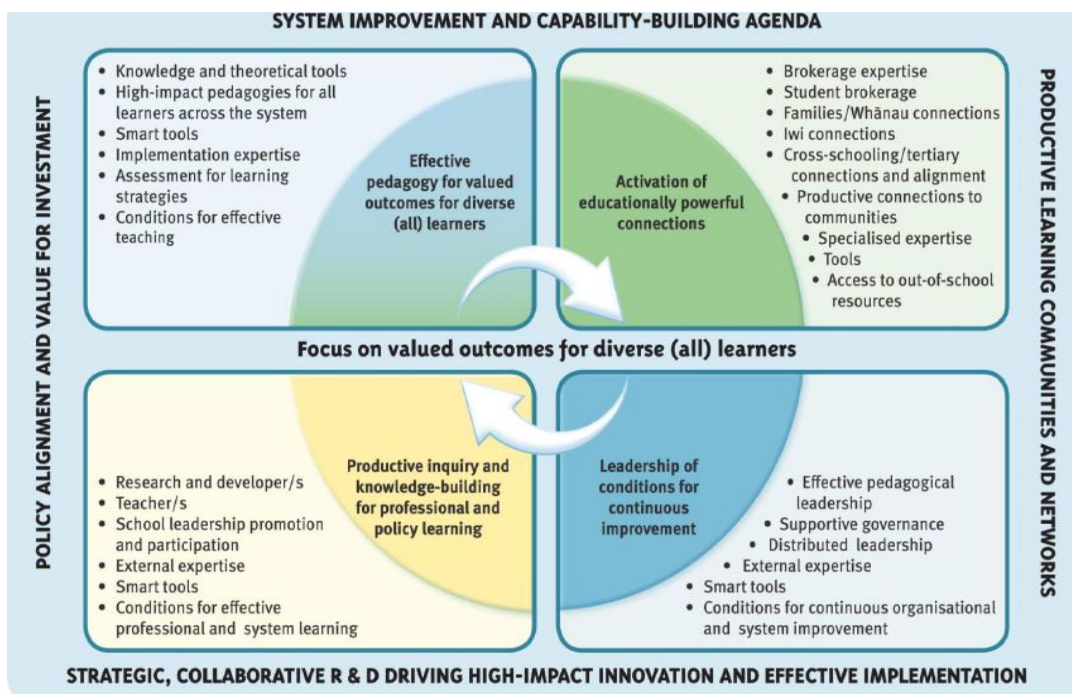 SYSTEM IMPROVEMENT AND CAPABILITY-BUILDING AGENDA
POLICY ALIGNMENT AND VALUE FOR INVESTMENT
• Knowledge and theoretical tools
• High-impact pedagogies for all
learners across the system
• Smart tools
• Implementation expertise
• Assessment for learning
strategies
• Conditions for effective
teaching
Effective
pedagogy for valued
outcomes for diverse
(all) learners
Activation of
educationally powerful
connections
• Brokerage expertise
• Student brokerage
• Families/Whānau connections
• Iwi connections
• Cross-schooling/tertiary
connections and alignment
• Productive connections to
communities
• Specialised expertise
• Tools
• Access to out-of-school
resources
PRODUCTIVE LEARNING COMMUNITIES AND NETWORKS
Focus on valued outcomes for diverse (all) learners
• Research and developer/s
• Teacher/s
• School leadership promotion
and participation
• External expertise
• Smart tools
• Conditions for effective
professional and system learning
Productive inquiry and
knowledge-building
for professional and
policy learning
Leadership of
conditions for
continuous
improvement
• Effective pedagogical
leadership
• Supportive governance
• Distributed leadership
• External expertise
• Smart tools
• Conditions for continuous organisational
and system improvement
STRATEGIC, COLLABORATIVE R & D DRIVING HIGH-IMPACT INNOVATION AND EFFECTIVE IMPLEMENTATION